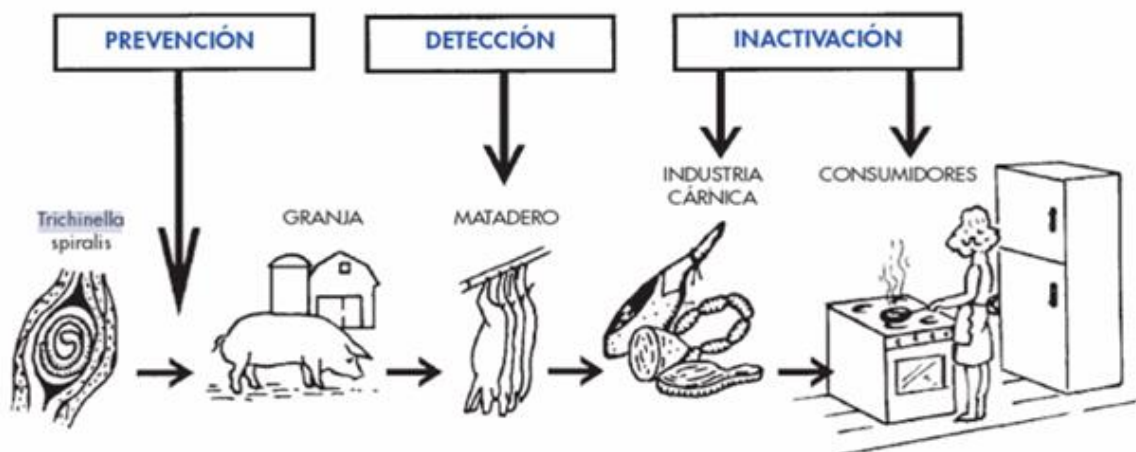 PREVENCIÓN
DETECCIÓN
INACTIVACIÓN
Trichinella
spiralis
GRANJA
MATADERO
INDUSTRIA
CÁRNICA
CONSUMIDORES